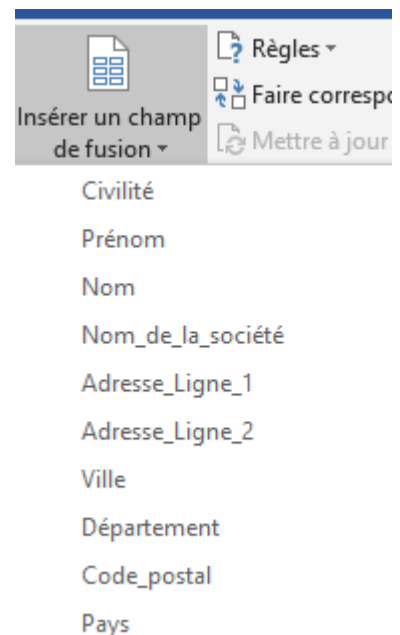 Règles
Faire correspo
Insérer un champ
de fusion
Mettre à jour
Civilité
Prénom
Nom
Nom_de_la_société
Adresse_Ligne_1
Adresse_Ligne_2
Ville
Département
Code_postal
Pays